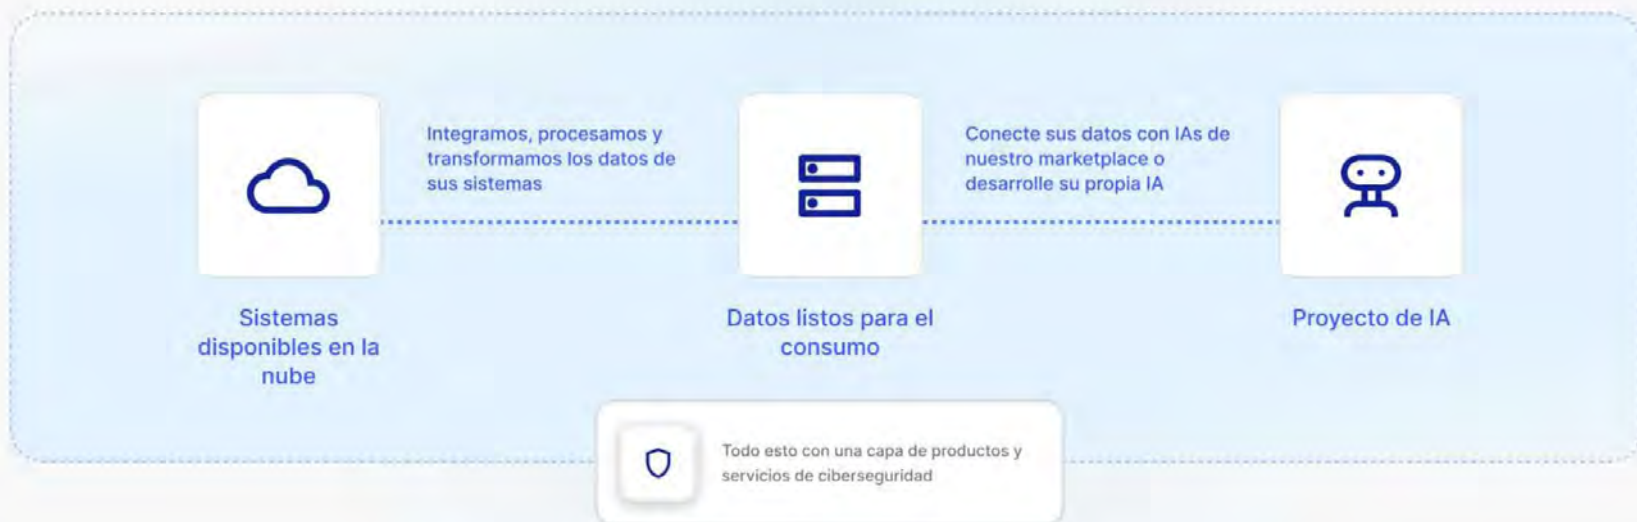 Integramos, procesamos y
transformamos los datos de
sus sistemas
Conecte sus datos con IAs de
nuestro marketplace o
desarrolle su propia IA
Sistemas
disponibles en la
nube
Datos listos para el
consumo
Proyecto de IA
Todo esto con una capa de productos y
servicios de ciberseguridad